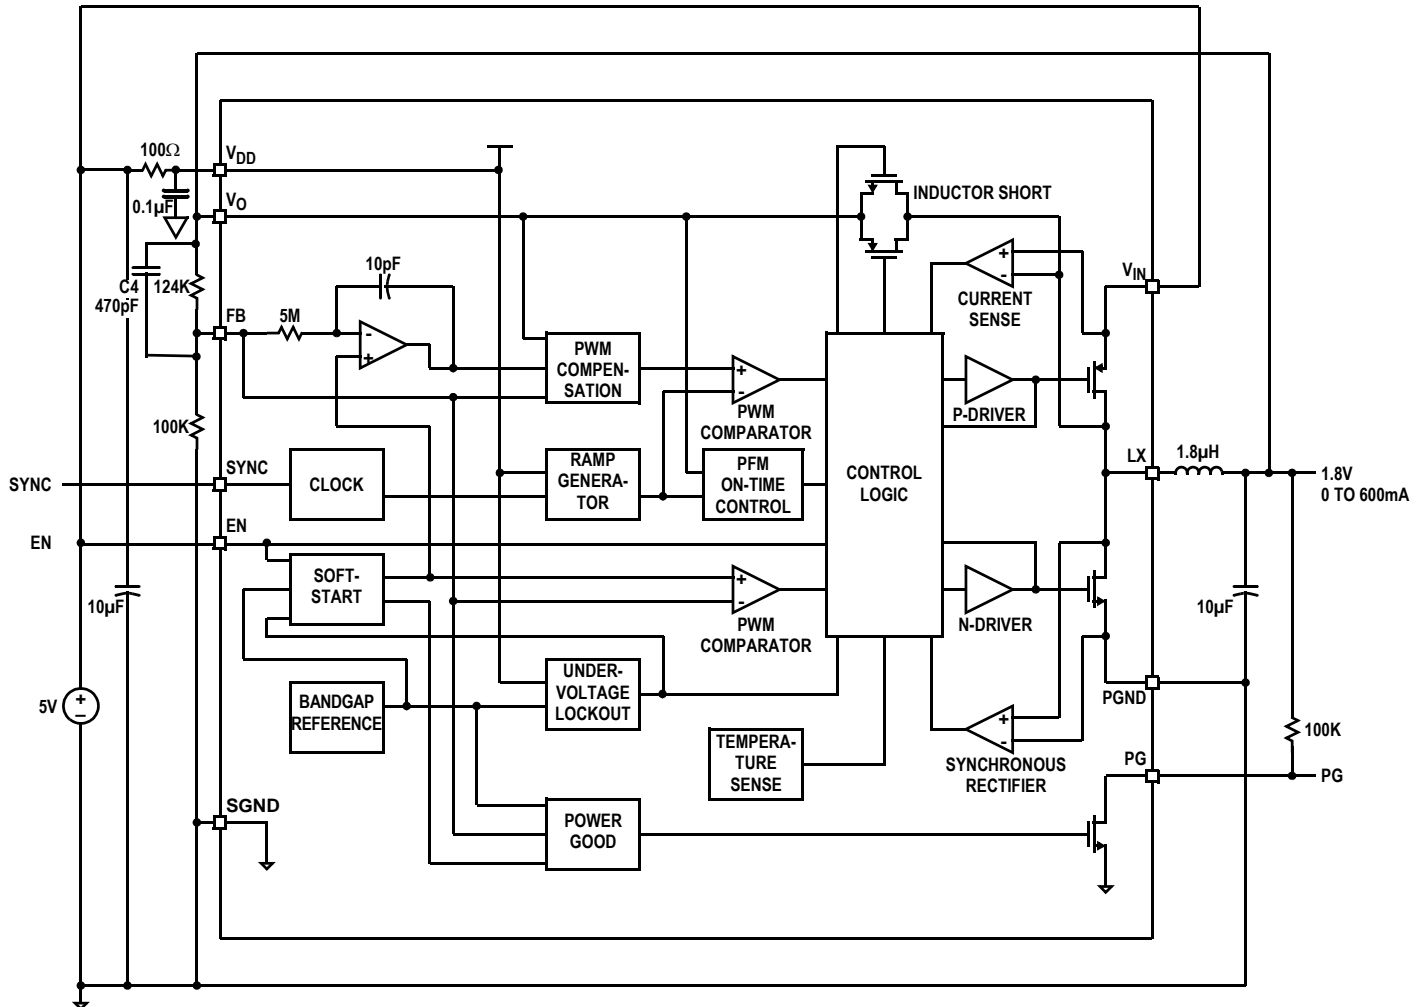 100Ω
V_DD
0.1µF
V_O
INDUCTOR SHORT
10pF
C4
470pF
124K
V_IN
+
-
CURRENT
SENSE
FB
5M
-
+
PWM
COMPEN-
SATION
+
-
PWM
COMPARATOR
P-DRIVER
100K
SYNC
SYNC
CLOCK
RAMP
GENERA-
TOR
PFM
ON-TIME
CONTROL
CONTROL
LOGIC
LX
1.8µH
1.8V
0 TO 600mA
EN
EN
SOFT-
START
+
-
PWM
COMPARATOR
N-DRIVER
10µF
10µF
5V
+
–
BANDGAP
REFERENCE
UNDER-
VOLTAGE
LOCKOUT
PGND
TEMPERA-
TURE
SENSE
+
-
SYNCHRONOUS
RECTIFIER
100K
PG
PG
SGND
POWER
GOOD